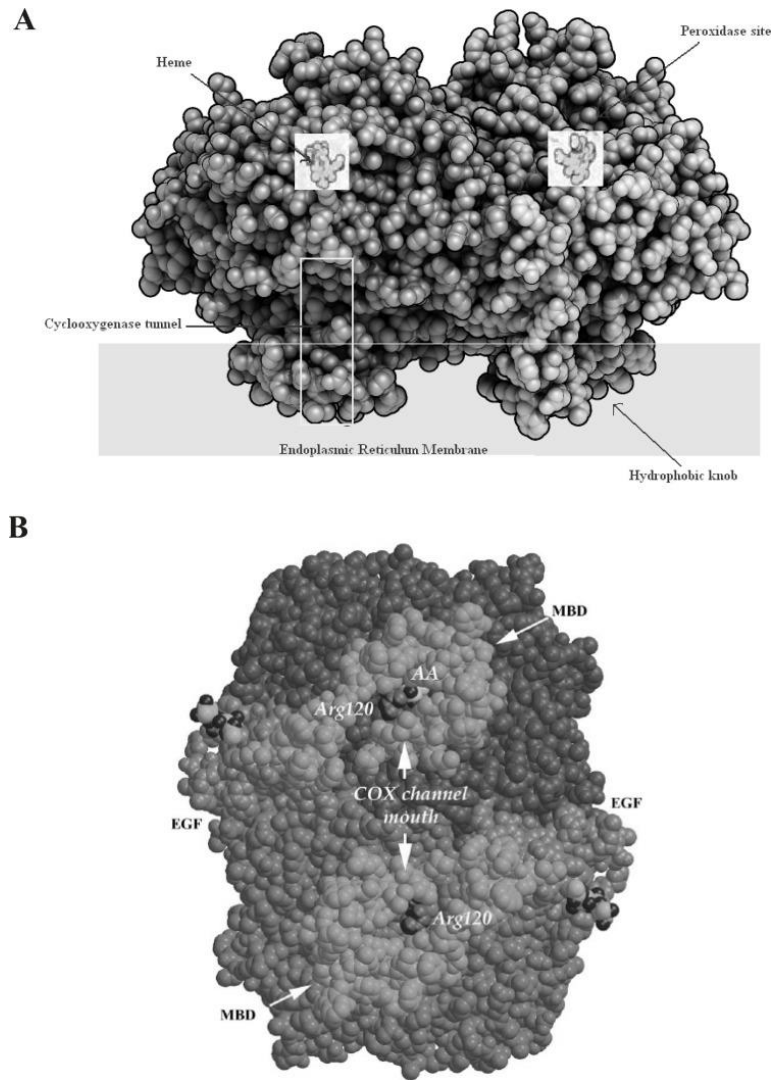 A
Heme
Peroxidase site
Cyclooxygenase tunnel
Endoplasmic Reticulum Membrane
Hydrophobic knob
B
MBD
AA
Arg120
COX channel
mouth
EGF
EGF
Arg120
MBD